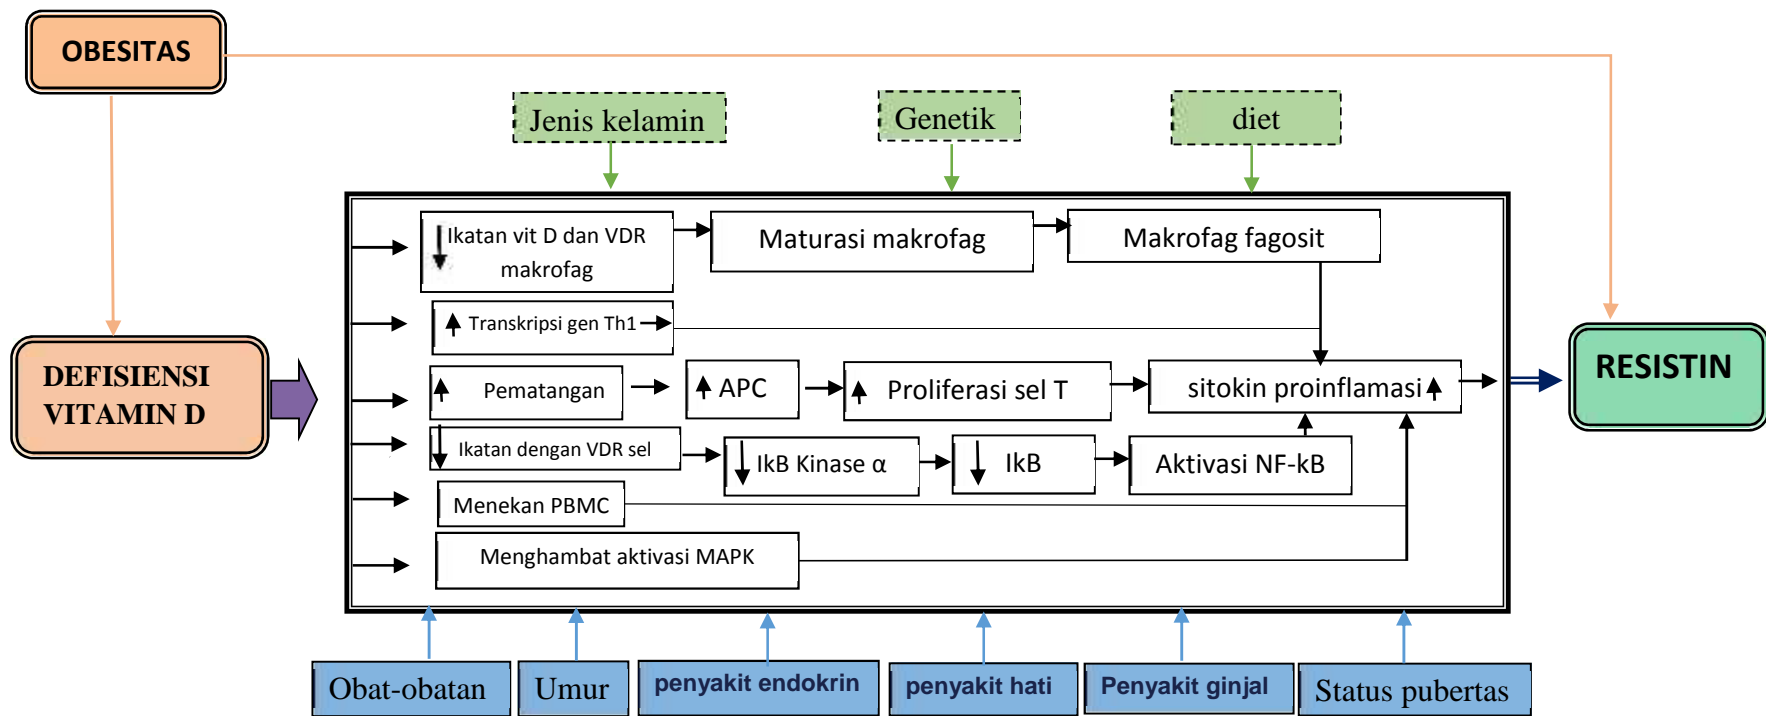 OBESITAS
Jenis kelamin
Genetik
diet
Ikatan vit D dan VDR
makrofag
Maturasi makrofag
Makrofag fagosit
Transkripsi gen Th1
DEFISIENSI
VITAMIN D
Pematangan
APC
Proliferasi sel T
sitokin proinflamasi
RESISTIN
Ikatan dengan VDR sel
IkB Kinase α
IkB
Aktivasi NF-kB
Menekan PBMC
Menghambat aktivasi MAPK
Obat-obatan
Umur
penyakit endokrin
penyakit hati
Penyakit ginjal
Status pubertas